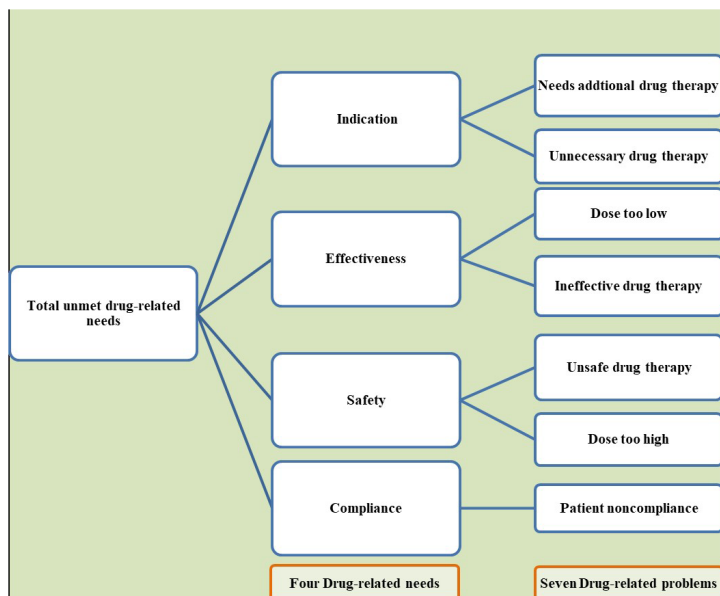 Needs addtional drug therapy
Indication
Unnecessary drug therapy
Dose too low
Effectiveness
Ineffective drug therapy
Total unmet drug-related
needs
Unsafe drug therapy
Safety
Dose too high
Compliance
Patient noncompliance
Four Drug-related needs
Seven Drug-related problems